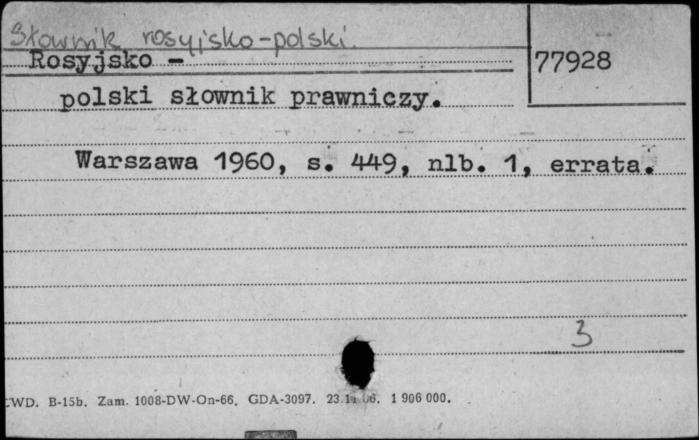 Słownik rosyjsko-polski.
Rosyjsko -
77928
polski słownik prawniczy.
Warszawa 1960, s. 449, nlb. 1, errata.
3
WD. B-15b. Zam. 1008-DW-On-66. GDA-3097. 1 906 000.